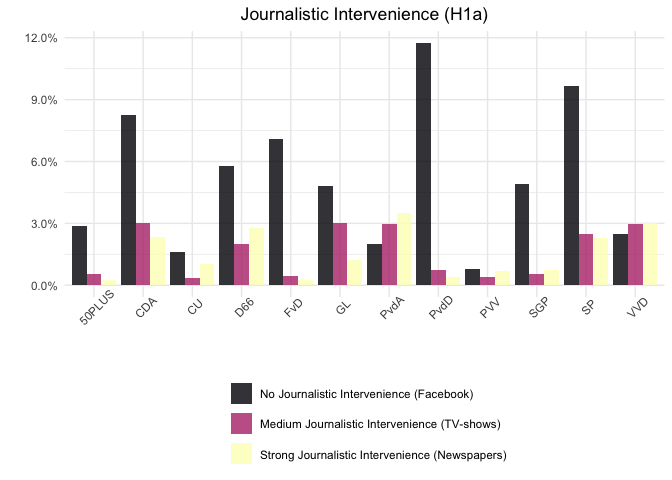 Journalistic Intervenience (H1a)
12.0%
9.0%
6.0%
3.0%
0.0%
50PLUS
CDA
CU
D66
FvD
GL
PvdA
PvdD
PVV
SGP
SP
VVD
No Journalistic Intervenience (Facebook)
Medium Journalistic Intervenience (TV-shows)
Strong Journalistic Intervenience (Newspapers)